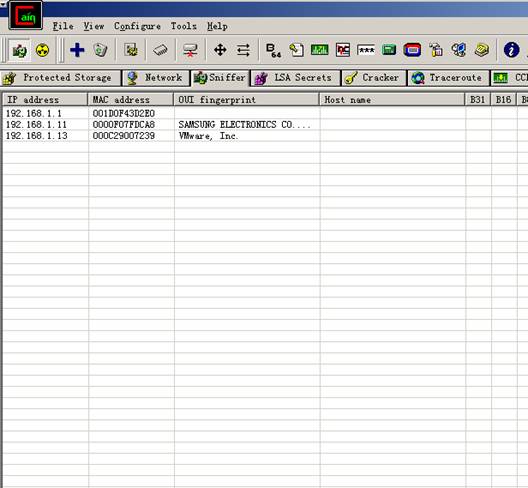 Cain
File View Configure Tools Help
B64 ***
Protected Storage Network Sniffer LSA Secrets Cracker Traceroute
IP address MAC address OUI fingerprint Host name B31 B16
192.168.1.1 001D0F43D2E0
192.168.1.11 0000F07FDCA8 SAMSUNG ELECTRONICS CO....
192.168.1.13 000C29007239 VMware, Inc.